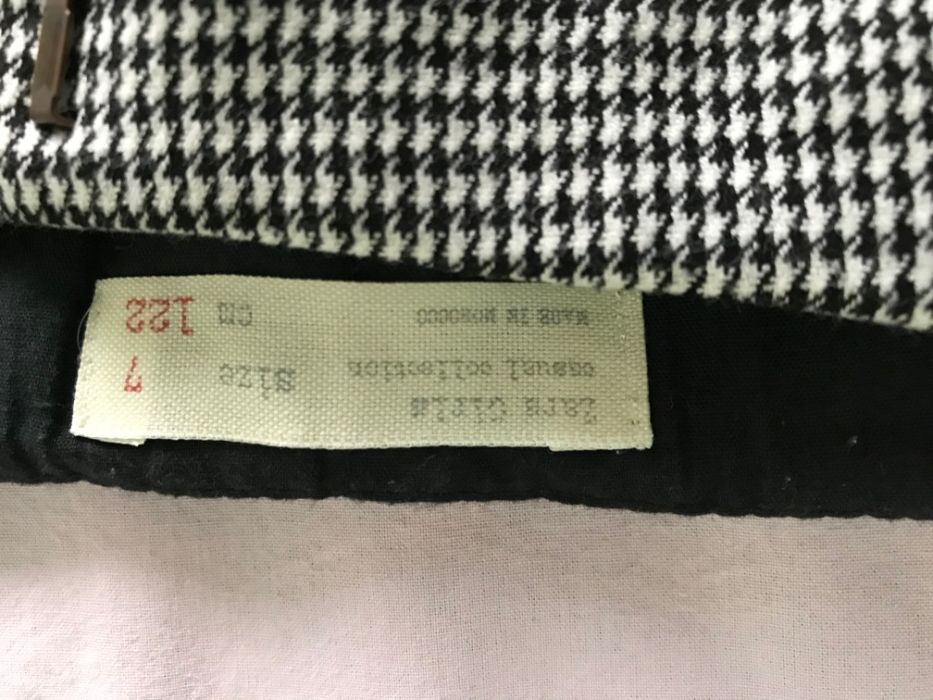 Zara Girls
casual collection
size 7
MADE IN MOROCCO
cm 122